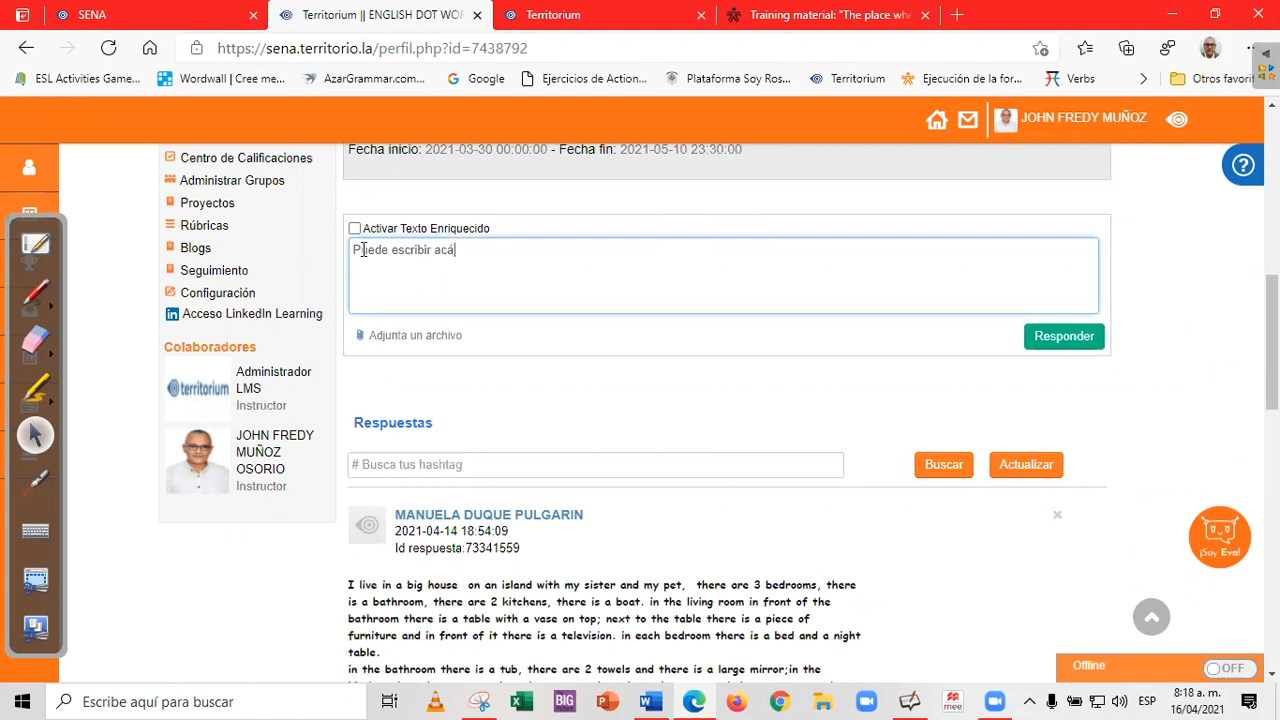 SENA
Territorium || ENGLISH DOT WOR
Territorium
Training material: "The place whe
https://sena.territorio.la/perfil.php?id=7438792
ESL Activities Game...
Wordwall | Cree me...
AzarGrammar.com...
Google
Ejercicios de Action...
Plataforma Soy Ros...
Territorium
Ejecución de la for...
Verbs
Otros favorit
JOHN FREDY MUÑOZ
Centro de Calificaciones
Administrar Grupos
Proyectos
Rúbricas
Blogs
Seguimiento
Configuración
Acceso LinkedIn Learning
Colaboradores
territorium
Administrador
LMS
Instructor
JOHN FREDY
MUÑOZ
OSORIO
Instructor
Fecha inicio: 2021-03-30 00:00:00 - Fecha fin: 2021-05-10 23:30:00
Activar Texto Enriquecido
Puede escribir acá
Adjunta un archivo
Responder
Respuestas
# Busca tus hashtag
Buscar
Actualizar
MANUELA DUQUE PULGARIN
2021-04-14 18:54:09
Id respuesta:73341559
I live in a big house on an island with my sister and my pet, there are 3 bedrooms, there
is a bathroom, there are 2 kitchens, there is a boat. in the living room in front of the
bathroom there is a table with a vase on top; next to the table there is a piece of
furniture and in front of it there is a television. in each bedroom there is a bed and a night
table.
in the bathroom there is a tub, there are 2 towels and there is a large mirror;in the
¡Soy Eva!
Offline
OFF
Escribe aquí para buscar
BIG
mee
ESP
8:18 a. m.
16/04/2021